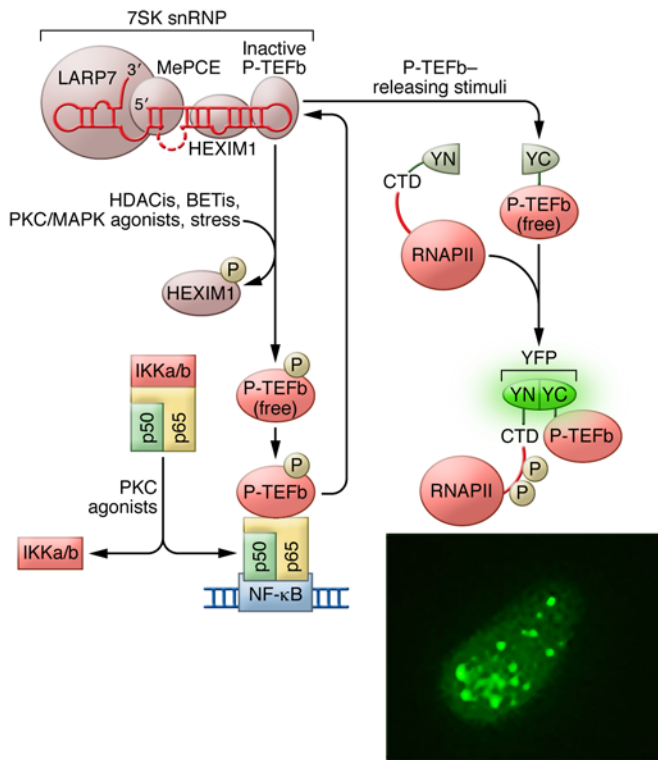 7SK snRNP
Inactive
P-TEFb
LARP7
3′
MePCE
5′
HEXIM1
P-TEFb–
releasing stimuli
YN
YC
CTD
P-TEFb
(free)
RNAPII
HDACis, BETis,
PKC/MAPK agonists, stress
P
HEXIM1
YFP
IKKa/b
p50
p65
P
P-TEFb
(free)
YN
YC
CTD
P-TEFb
P
P
RNAPII
P
P-TEFb
PKC
agonists
IKKa/b
p50
p65
NF-κB